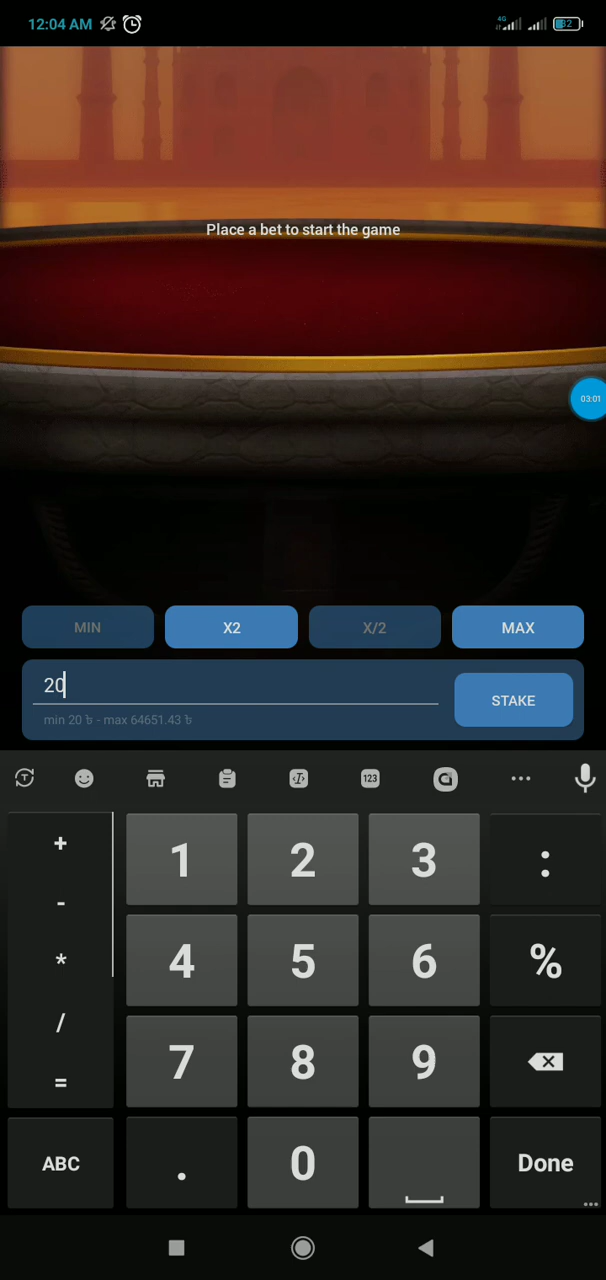 12:04 AM
4G
32
Place a bet to start the game
03:01
MIN
X2
X/2
MAX
20
min 20 ৳ - max 64651.43 ৳
STAKE
123
+
1
2
3
:
-
4
5
6
%
*
/
7
8
9
=
ABC
.
0
Done